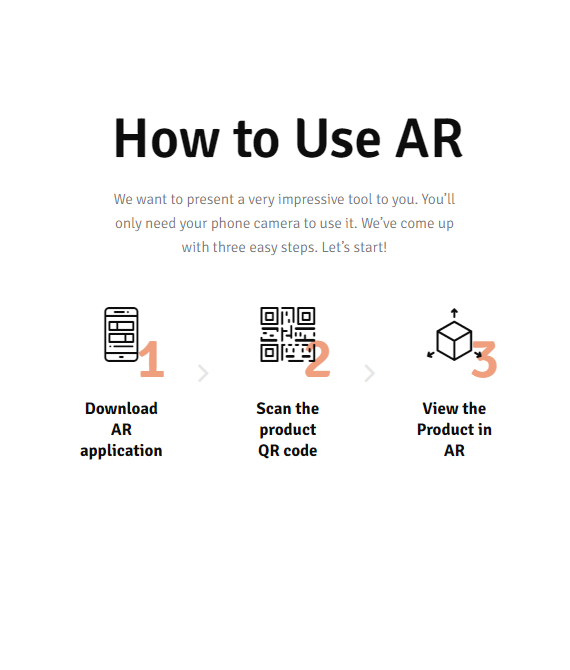 How to Use AR
We want to present a very impressive tool to you. You’ll
only need your phone camera to use it. We’ve come up
with three easy steps. Let’s start!
1
2
3
Download
AR
application
Scan the
product
QR code
View the
Product in
AR